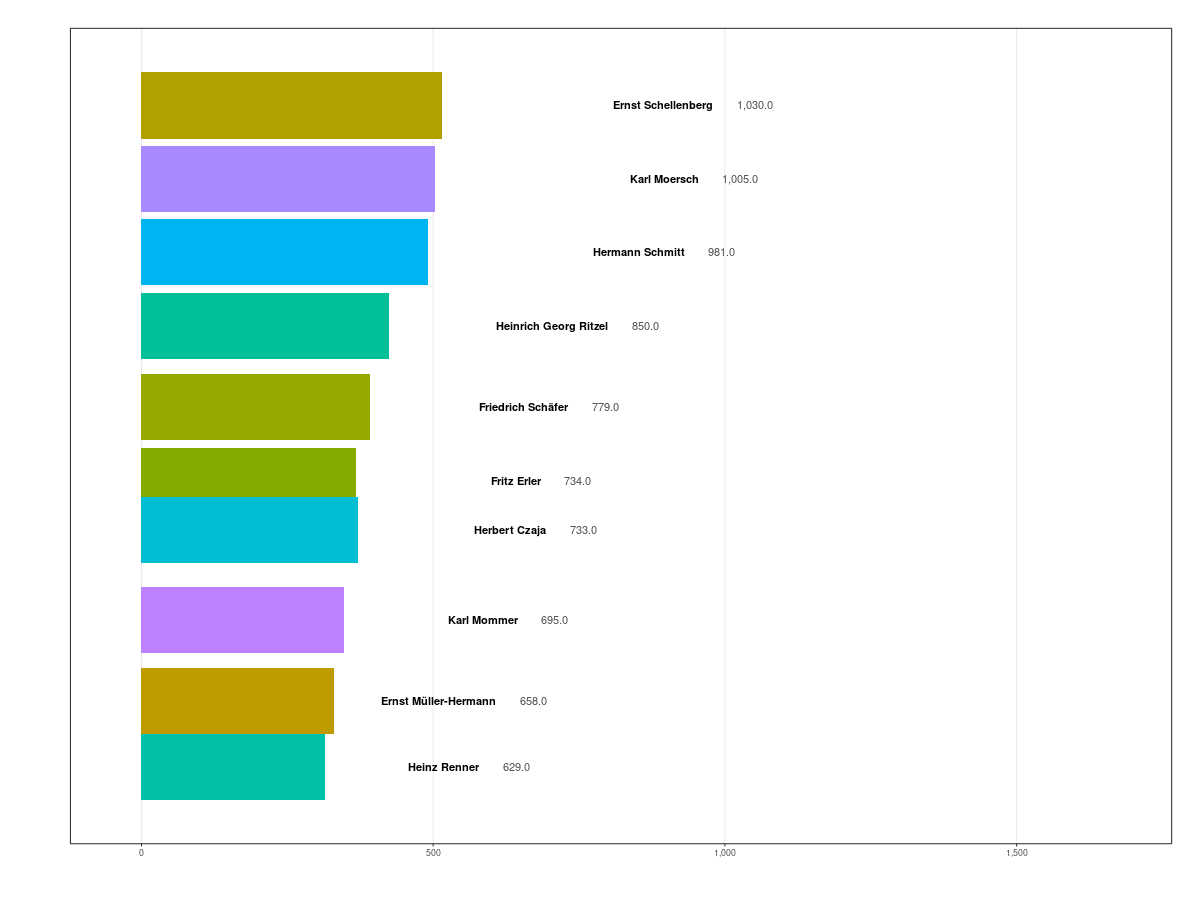 Ernst Schellenberg 1,030.0
Karl Moersch 1,005.0
Hermann Schmitt 981.0
Heinrich Georg Ritzel 850.0
Friedrich Schäfer 779.0
Fritz Erler 734.0
Herbert Czaja 733.0
Karl Mommer 695.0
Ernst Müller-Hermann 658.0
Heinz Renner 629.0
0 500 1,000 1,500